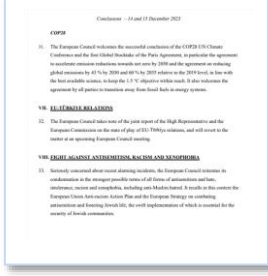 Conclusions – 14 and 15 December 2023
COP28
31. The European Council welcomes the successful conclusion of the COP28 UN Climate
Conference and the first Global Stocktake of the Paris Agreement, in particular the agreement
to accelerate emission reductions towards net zero by 2050 and the agreement on reducing
global emissions by 43 % by 2030 and 60 % by 2035 relative to the 2019 level, in line with
the best available science, to keep the 1.5 °C objective within reach. It also welcomes the
agreement by all parties to transition away from fossil fuels in energy systems.
VII. EU-TÜRKIYE RELATIONS
32. The European Council takes note of the joint report of the High Representative and the
European Commission on the state of play of EU-Türkiye relations, and will revert to the
matter at an upcoming European Council meeting.
VIII. FIGHT AGAINST ANTISEMITISM, RACISM AND XENOPHOBIA
33. Seriously concerned about recent alarming incidents, the European Council reiterates its
condemnation in the strongest possible terms of all forms of antisemitism and hate,
intolerance, racism and xenophobia, including anti-Muslim hatred. It recalls in this context the
European Union Anti-racism Action Plan and the European Strategy on combating
antisemitism and fostering Jewish life, the swift implementation of which is essential for the
security of Jewish communities.